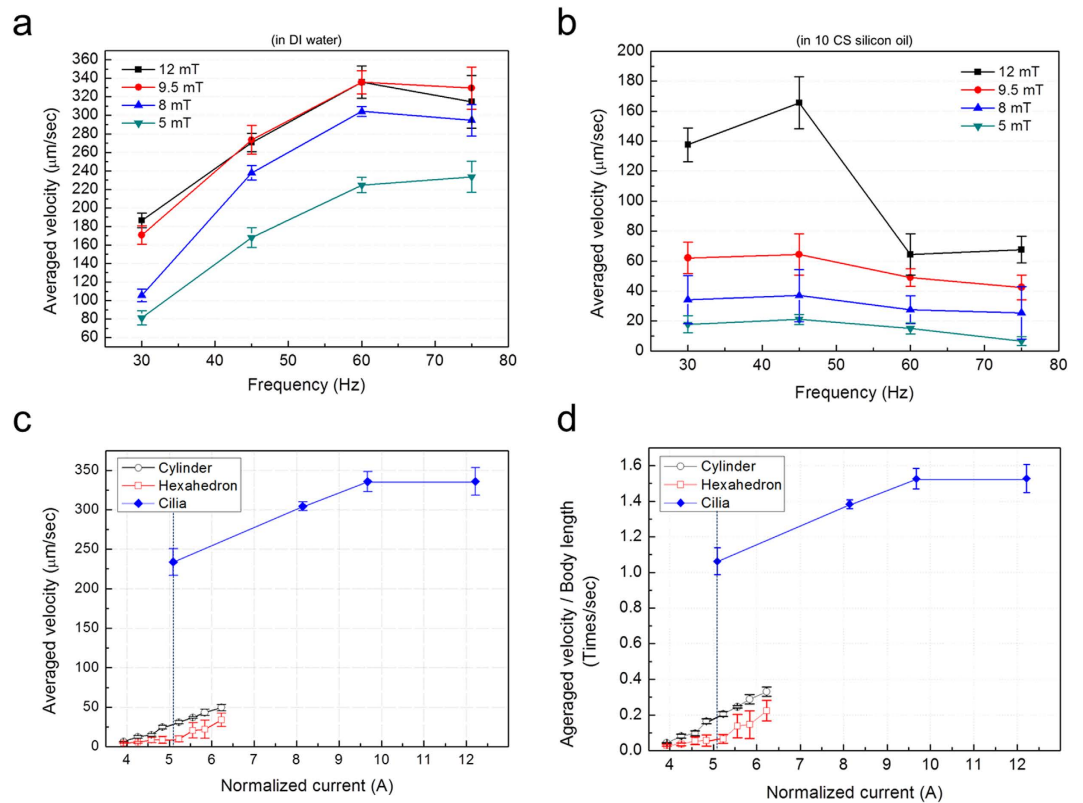 a
(in DI water)
360
340
320
300
280
260
240
220
200
180
160
140
120
100
80
60
Averaged velocity (μm/sec)
12 mT
9.5 mT
8 mT
5 mT
30 40 50 60 70 80
Frequency (Hz)
b
(in 10 CS silicon oil)
200
180
160
140
120
100
80
60
40
20
0
Averaged velocity (μm/sec)
12 mT
9.5 mT
8 mT
5 mT
30 40 50 60 70 80
Frequency (Hz)
c
350
300
250
200
150
100
50
0
Averaged velocity (μm/sec)
Cylinder
Hexahedron
Cilia
4 5 6 7 8 9 10 11 12
Normalized current (A)
d
1.6
1.4
1.2
1.0
0.8
0.6
0.4
0.2
0.0
Ageraged velocity / Body length
(Times/sec)
Cylinder
Hexahedron
Cilia
4 5 6 7 8 9 10 11 12
Normalized current (A)